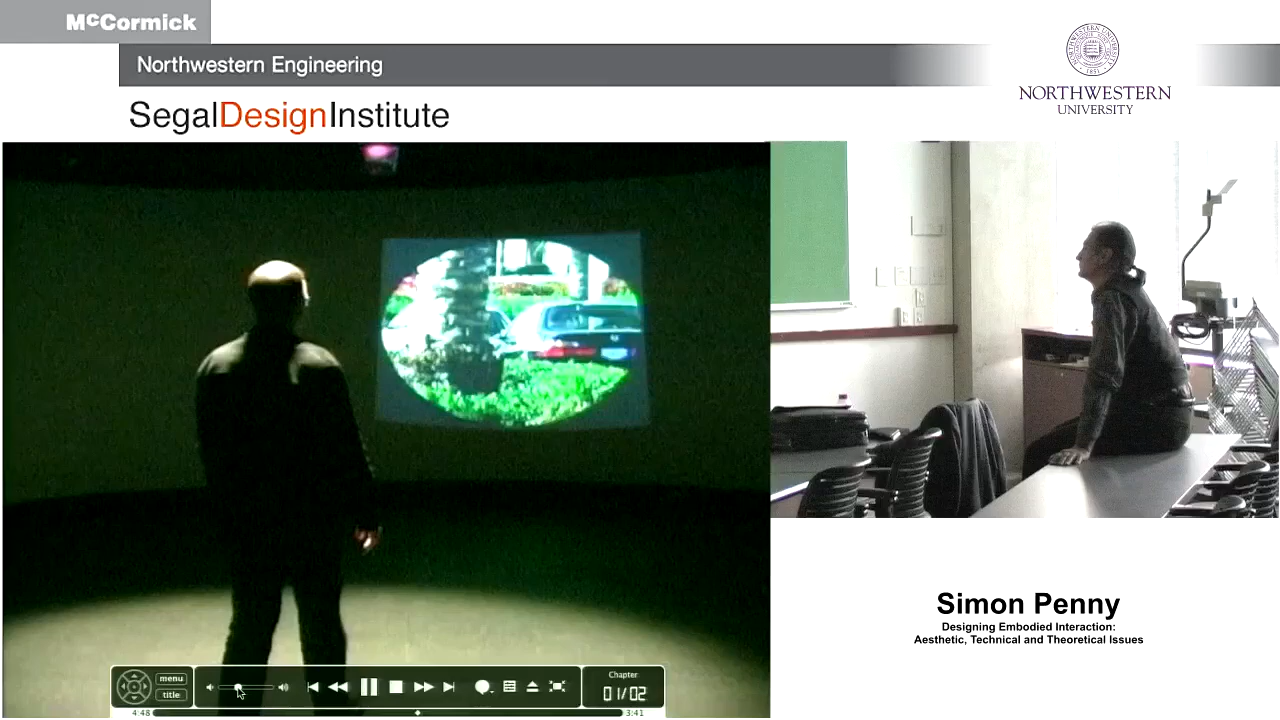 McCormick
Northwestern Engineering
SegalDesignInstitute
NORTHWESTERN
UNIVERSITY
menu
title
Chapter
01/02
4:48
3:41
Simon Penny
Designing Embodied Interaction:
Aesthetic, Technical and Theoretical Issues